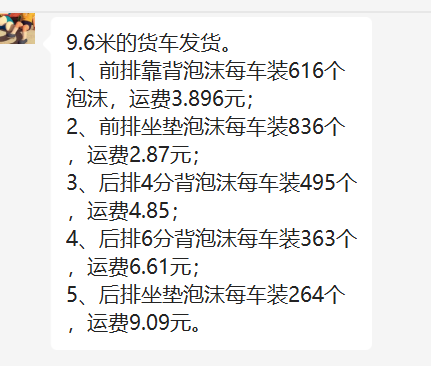 9.6米的货车发货。
1、前排靠背泡沫每车装616个
泡沫，运费3.896元；
2、前排坐垫泡沫每车装836个
，运费2.87元；
3、后排4分背泡沫每车装495个
，运费4.85；
4、后排6分背泡沫每车装363个
，运费6.61元；
5、后排坐垫泡沫每车装264个
，运费9.09元。